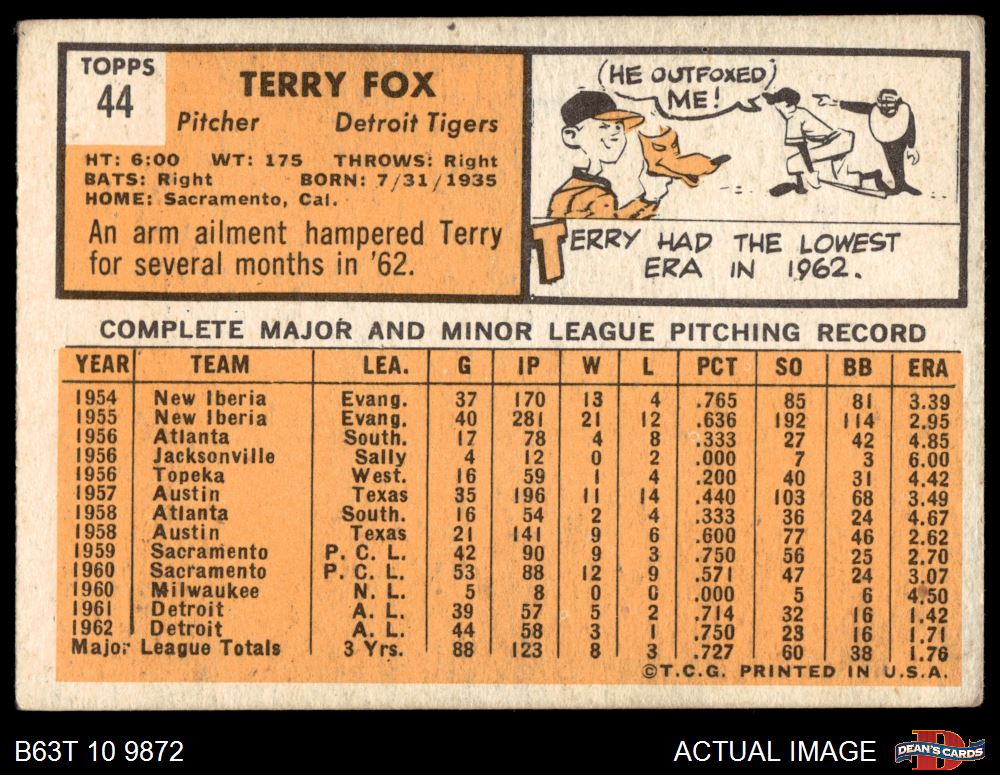 TOPPS
44
TERRY FOX
Pitcher Detroit Tigers
HT: 6:00 WT: 175 THROWS: Right
BATS: Right BORN: 7/31/1935
HOME: Sacramento, Cal.
An arm ailment hampered Terry
for several months in '62.
(HE OUTFOXED)
ME!
TERRY HAD THE LOWEST
ERA IN 1962.
COMPLETE MAJOR AND MINOR LEAGUE PITCHING RECORD
YEAR TEAM LEA. G IP W L PCT SO BB ERA
1954 New Iberia Evang. 37 170 13 4 .765 85 81 3.39
1955 New Iberia Evang. 40 281 21 12 .636 192 114 2.95
1956 Atlanta South. 17 78 4 8 .333 27 42 4.85
1956 Jacksonville Sally 4 12 0 2 .000 7 3 6.00
1956 Topeka West. 16 59 1 4 .200 40 31 4.42
1957 Austin Texas 35 196 11 14 .440 103 68 3.49
1958 Atlanta South. 16 54 2 4 .333 36 24 4.67
1958 Austin Texas 21 141 9 6 .600 77 46 2.62
1959 Sacramento P. C. L. 42 90 9 3 .750 56 25 2.70
1960 Sacramento P. C. L. 53 88 12 9 .571 47 24 3.07
1960 Milwaukee N. L. 5 8 0 0 .000 5 6 4.50
1961 Detroit A. L. 39 57 5 2 .714 32 16 1.42
1962 Detroit A. L. 44 58 3 1 .750 23 16 1.71
Major League Totals 3 Yrs. 88 123 8 3 .727 60 38 1.76
©T.C.G. PRINTED IN U.S.A.
B63T 10 9872 ACTUAL IMAGE DEAN'S CARDS